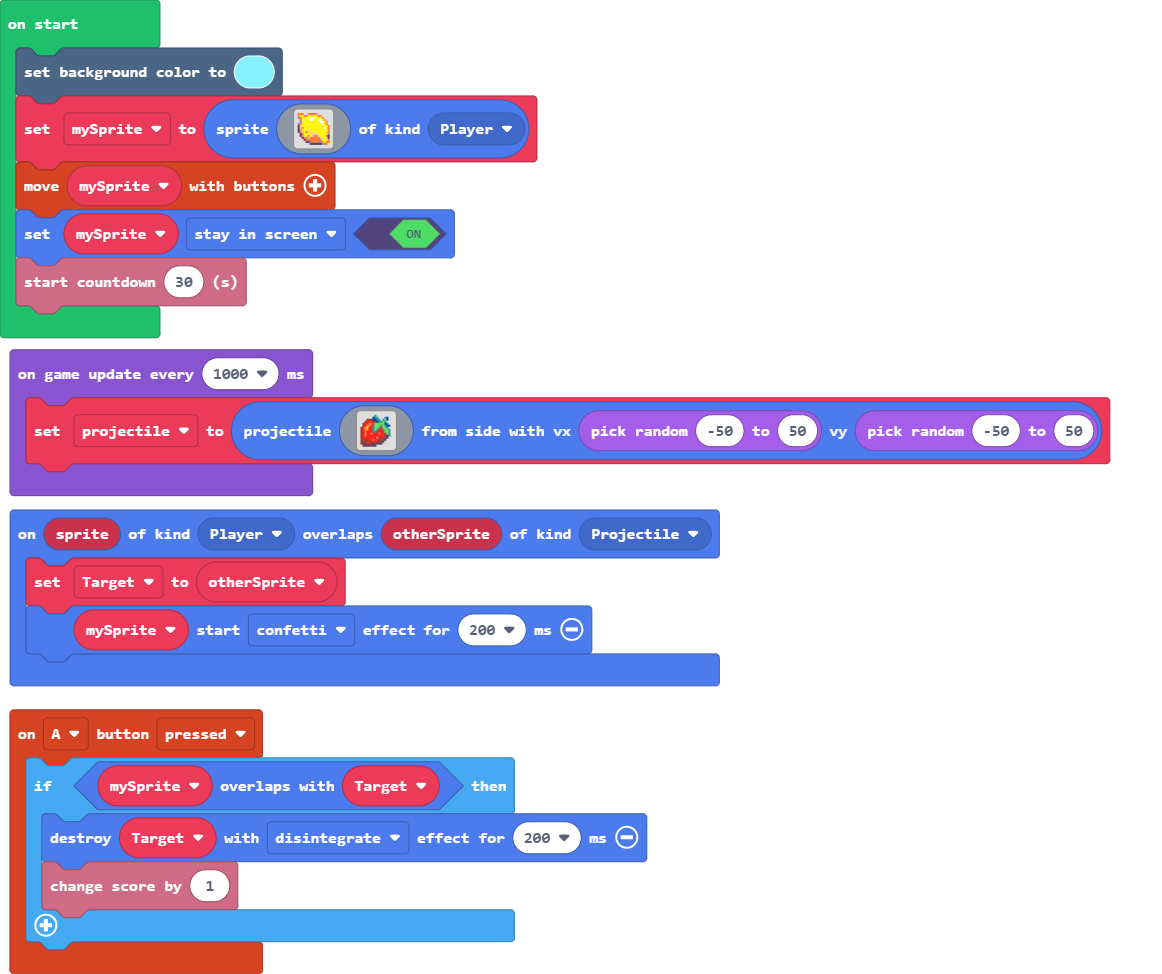 on start
set background color to
set mySprite to sprite of kind Player
move mySprite with buttons
set mySprite stay in screen ON
start countdown 30 (s)
on game update every 1000 ms
set projectile to projectile from side with vx pick random -50 to 50 vy pick random -50 to 50
on sprite of kind Player overlaps otherSprite of kind Projectile
set Target to otherSprite
mySprite start confetti effect for 200 ms
on A button pressed
if mySprite overlaps with Target then
destroy Target with disintegrate effect for 200 ms
change score by 1